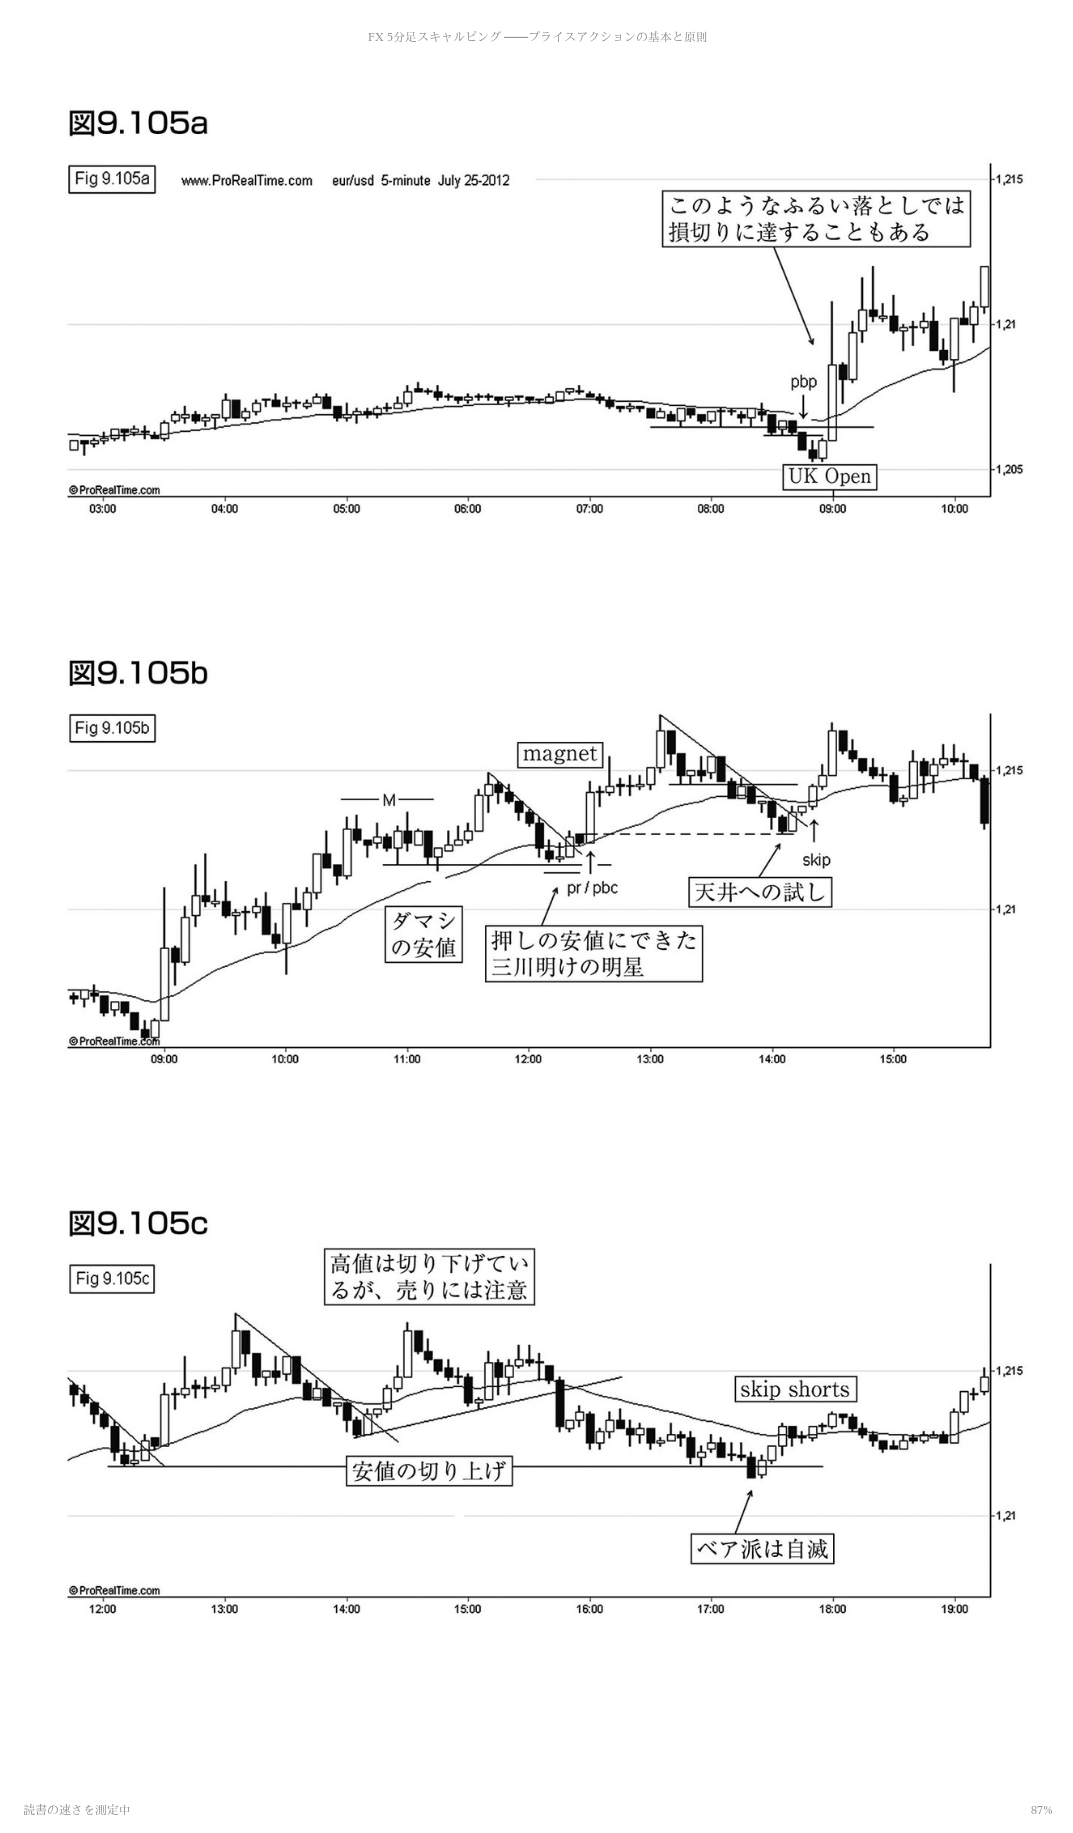 FX 5分足スキャルピング ――プライスアクションの基本と原則
図9.105a
Fig 9.105a
www.ProRealTime.com eur/usd 5-minute July 25-2012
このようなふるい落としでは
損切りに達することもある
pbp
UK Open
1,215
1,21
1,205
©ProRealTime.com
03:00 04:00 05:00 06:00 07:00 08:00 09:00 10:00
図9.105b
Fig 9.105b
magnet
M
ダマシ
の安値
pr / pbc
押しの安値にできた
三川明けの明星
skip
天井への試し
1,215
1,21
©ProRealTime.com
09:00 10:00 11:00 12:00 13:00 14:00 15:00
図9.105c
Fig 9.105c
高値は切り下げてい
るが、売りには注意
skip shorts
安値の切り上げ
ベア派は自滅
1,215
1,21
©ProRealTime.com
12:00 13:00 14:00 15:00 16:00 17:00 18:00 19:00
読書の速さを測定中
87%